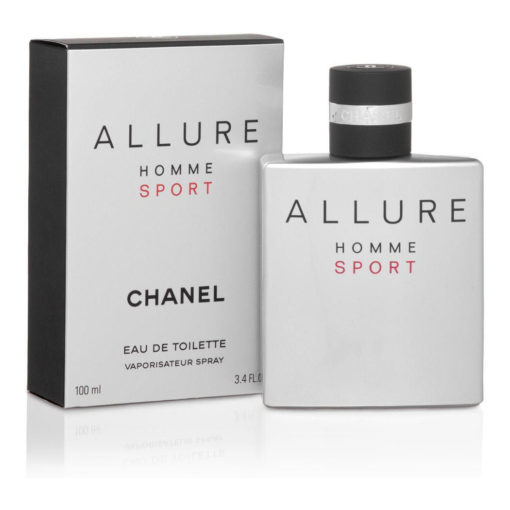 ALLURE
HOMME
SPORT
CHANEL
EAU DE TOILETTE
VAPORISATEUR SPRAY
100 ml 3.4 FL.
CHANEL
ALLURE
HOMME
SPORT